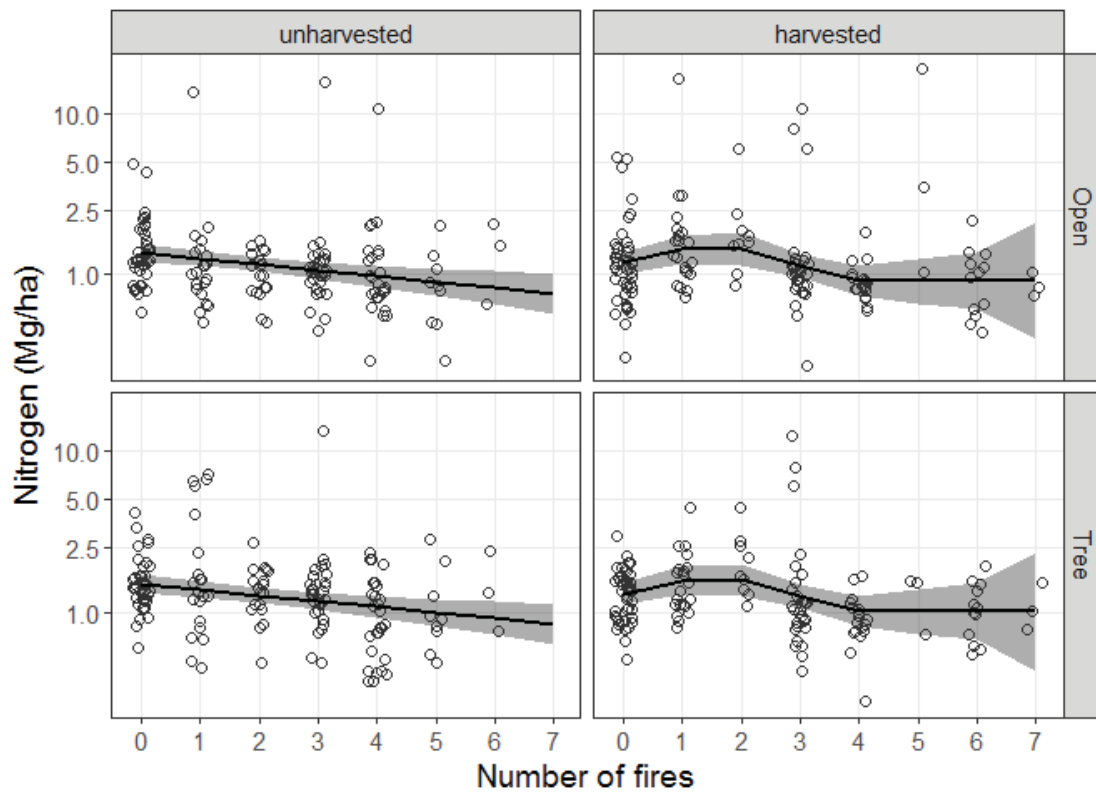 unharvested
harvested
Nitrogen (Mg/ha)
10.0
5.0
2.5
1.0
Open
10.0
5.0
2.5
1.0
Tree
0 1 2 3 4 5 6 7
0 1 2 3 4 5 6 7
Number of fires